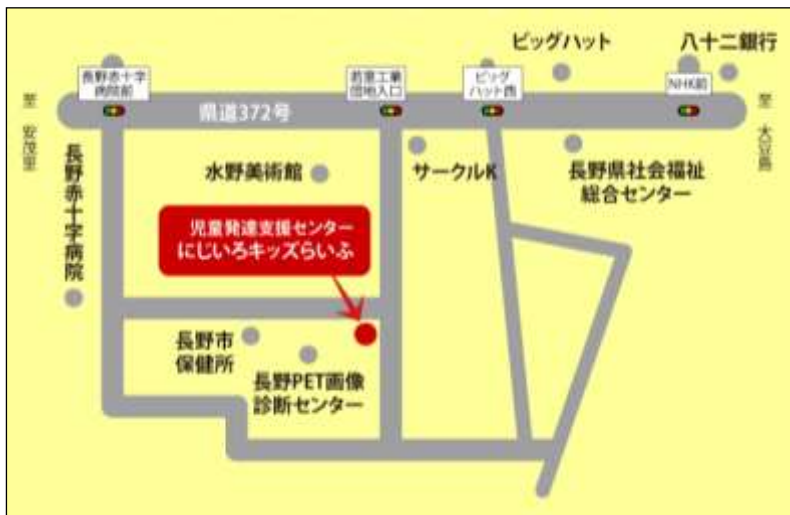 ビッグハット
八十二銀行
長野赤十字
病院前
若里工業
団地入口
ビッグ
ハット西
NHK前
至 安茂里
県道372号
至 大豆島
長野赤十字病院
水野美術館
サークルK
長野県社会福祉
総合センター
児童発達支援センター
にじいろキッズらいふ
長野市
保健所
長野PET画像
診断センター